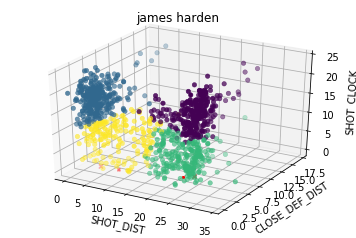 james harden
25
20
15
10
5
0
SHOT_CLOCK
0 5 10 15 20 25 30 35
SHOT_DIST
0.0 2.5 5.0 7.5 10.0 12.5 15.0 17.5
CLOSE_DEF_DIST